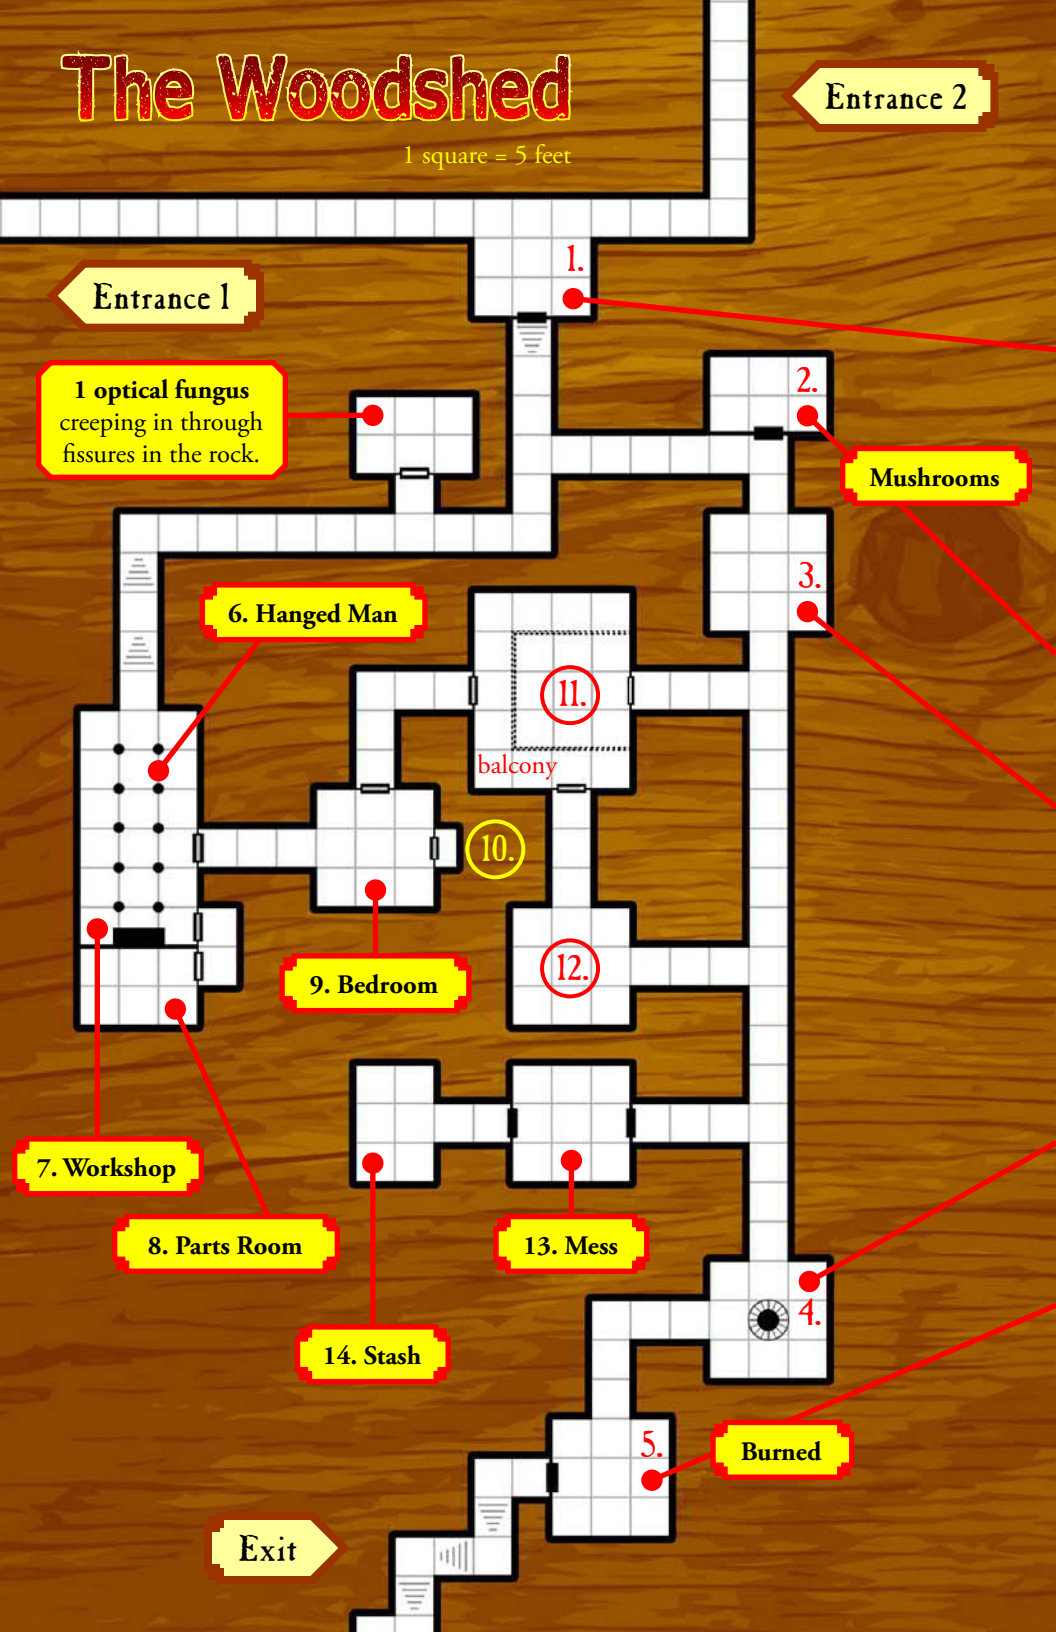 The Woodshed
Entrance 2
1 square = 5 feet
1.
Entrance 1
1 optical fungus
creeping in through
fissures in the rock.
2.
Mushrooms
3.
6. Hanged Man
11.
balcony
10.
12.
9. Bedroom
7. Workshop
8. Parts Room
13. Mess
4.
14. Stash
5.
Burned
Exit